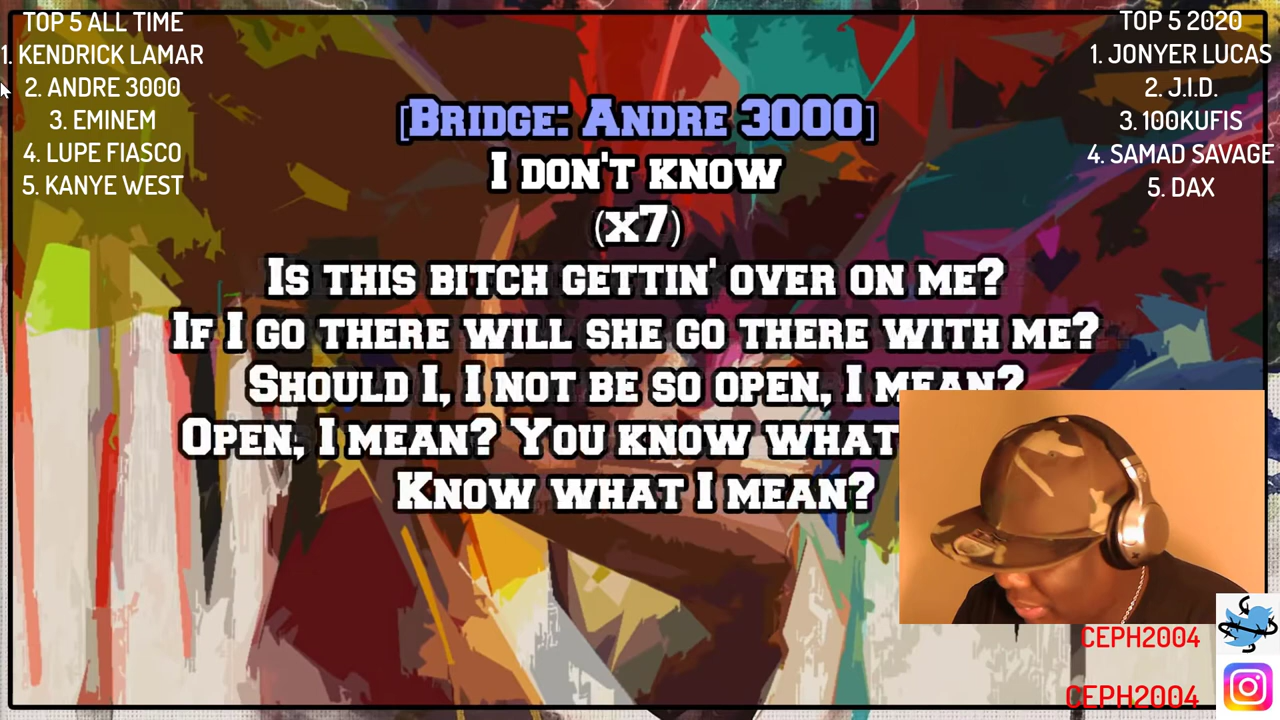 TOP 5 ALL TIME
1. KENDRICK LAMAR
2. ANDRE 3000
3. EMINEM
4. LUPE FIASCO
5. KANYE WEST
TOP 5 2020
1. JONYER LUCAS
2. J.I.D.
3. 100KUFIS
4. SAMAD SAVAGE
5. DAX
[BRIDGE: ANDRE 3000]
I DON'T KNOW
(X7)
IS THIS BITCH GETTIN' OVER ON ME?
IF I GO THERE WILL SHE GO THERE WITH ME?
SHOULD I, I NOT BE SO OPEN, I MEAN?
OPEN, I MEAN? YOU KNOW WHAT
KNOW WHAT I MEAN?
CEPH2004
CEPH2004